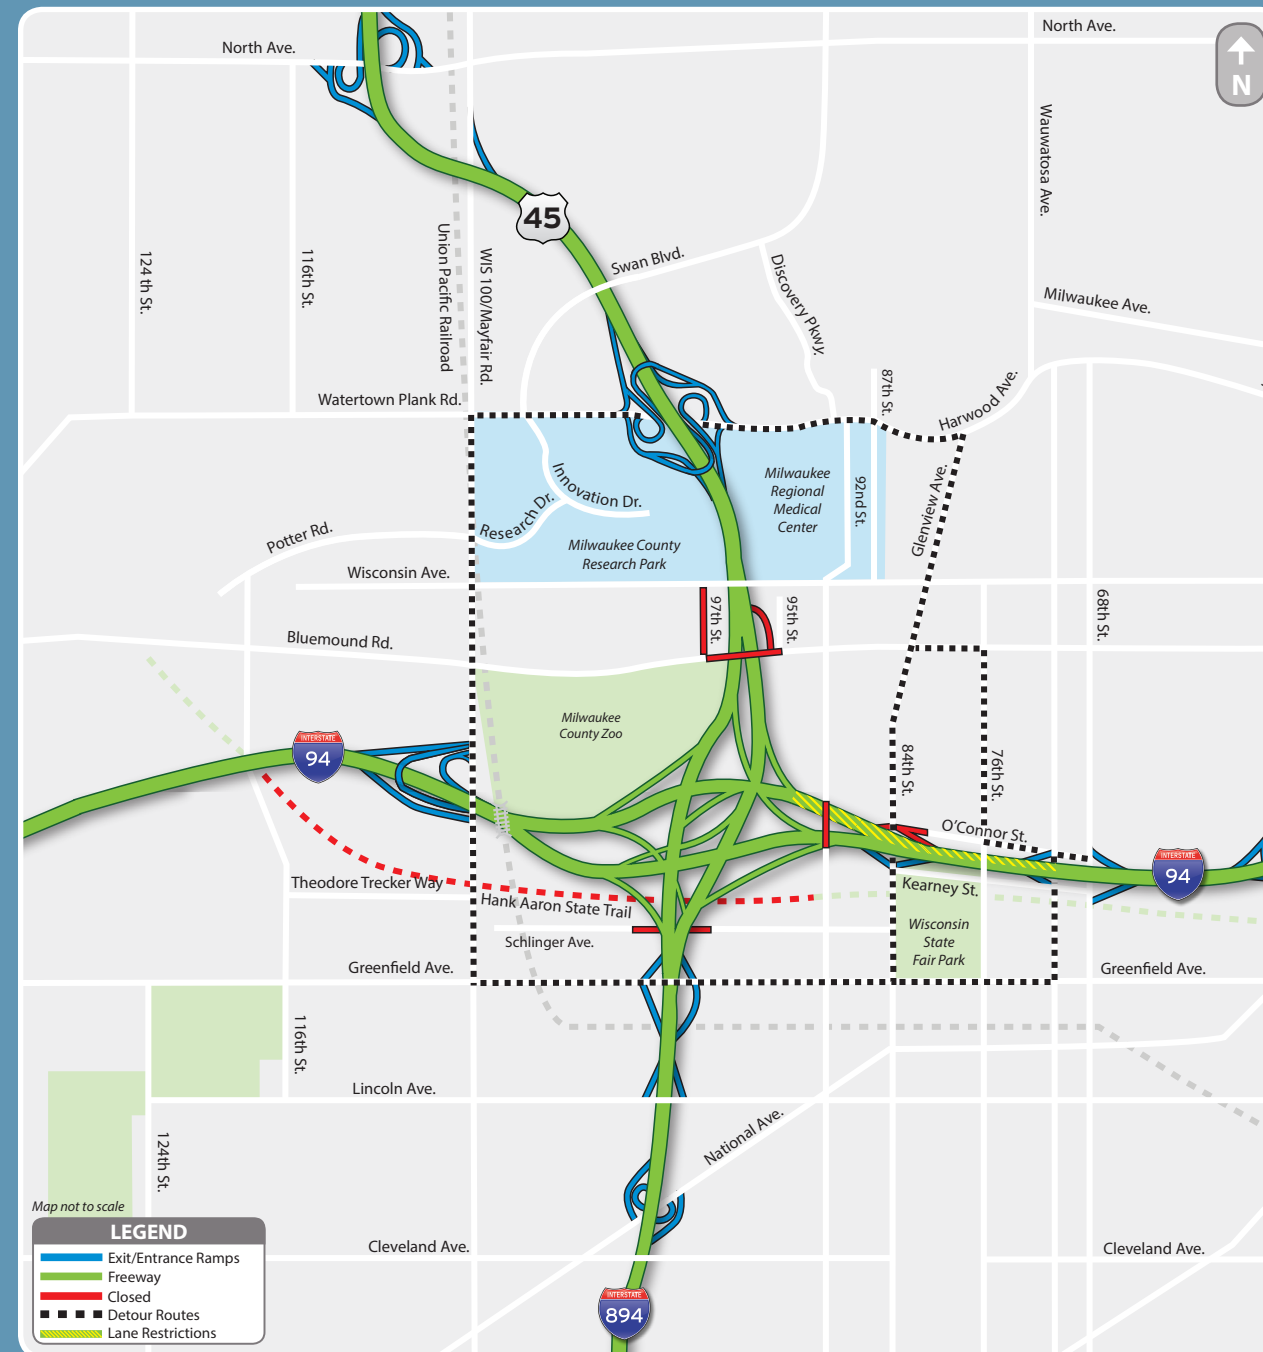 North Ave.
North Ave.
N
Wauwatosa Ave.
45
124 th St.
116th St.
Union Pacific Railroad
WIS 100/Mayfair Rd.
Swan Blvd.
Discovery Pkwy.
Milwaukee Ave.
Watertown Plank Rd.
87th St.
Harwood Ave.
Innovation Dr.
Research Dr.
Milwaukee
Regional
Medical
Center
92nd St.
Glenview Ave.
Potter Rd.
Milwaukee County
Research Park
Wisconsin Ave.
97th St.
95th St.
68th St.
Bluemound Rd.
Milwaukee
County Zoo
INTERSTATE
94
84th St.
76th St.
O'Connor St.
INTERSTATE
94
Theodore Trecker Way
Kearney St.
Hank Aaron State Trail
Wisconsin
State
Fair Park
Schlinger Ave.
Greenfield Ave.
Greenfield Ave.
116th St.
Lincoln Ave.
National Ave.
124th St.
Map not to scale
LEGEND
Exit/Entrance Ramps
Freeway
Closed
Detour Routes
Lane Restrictions
Cleveland Ave.
Cleveland Ave.
INTERSTATE
894